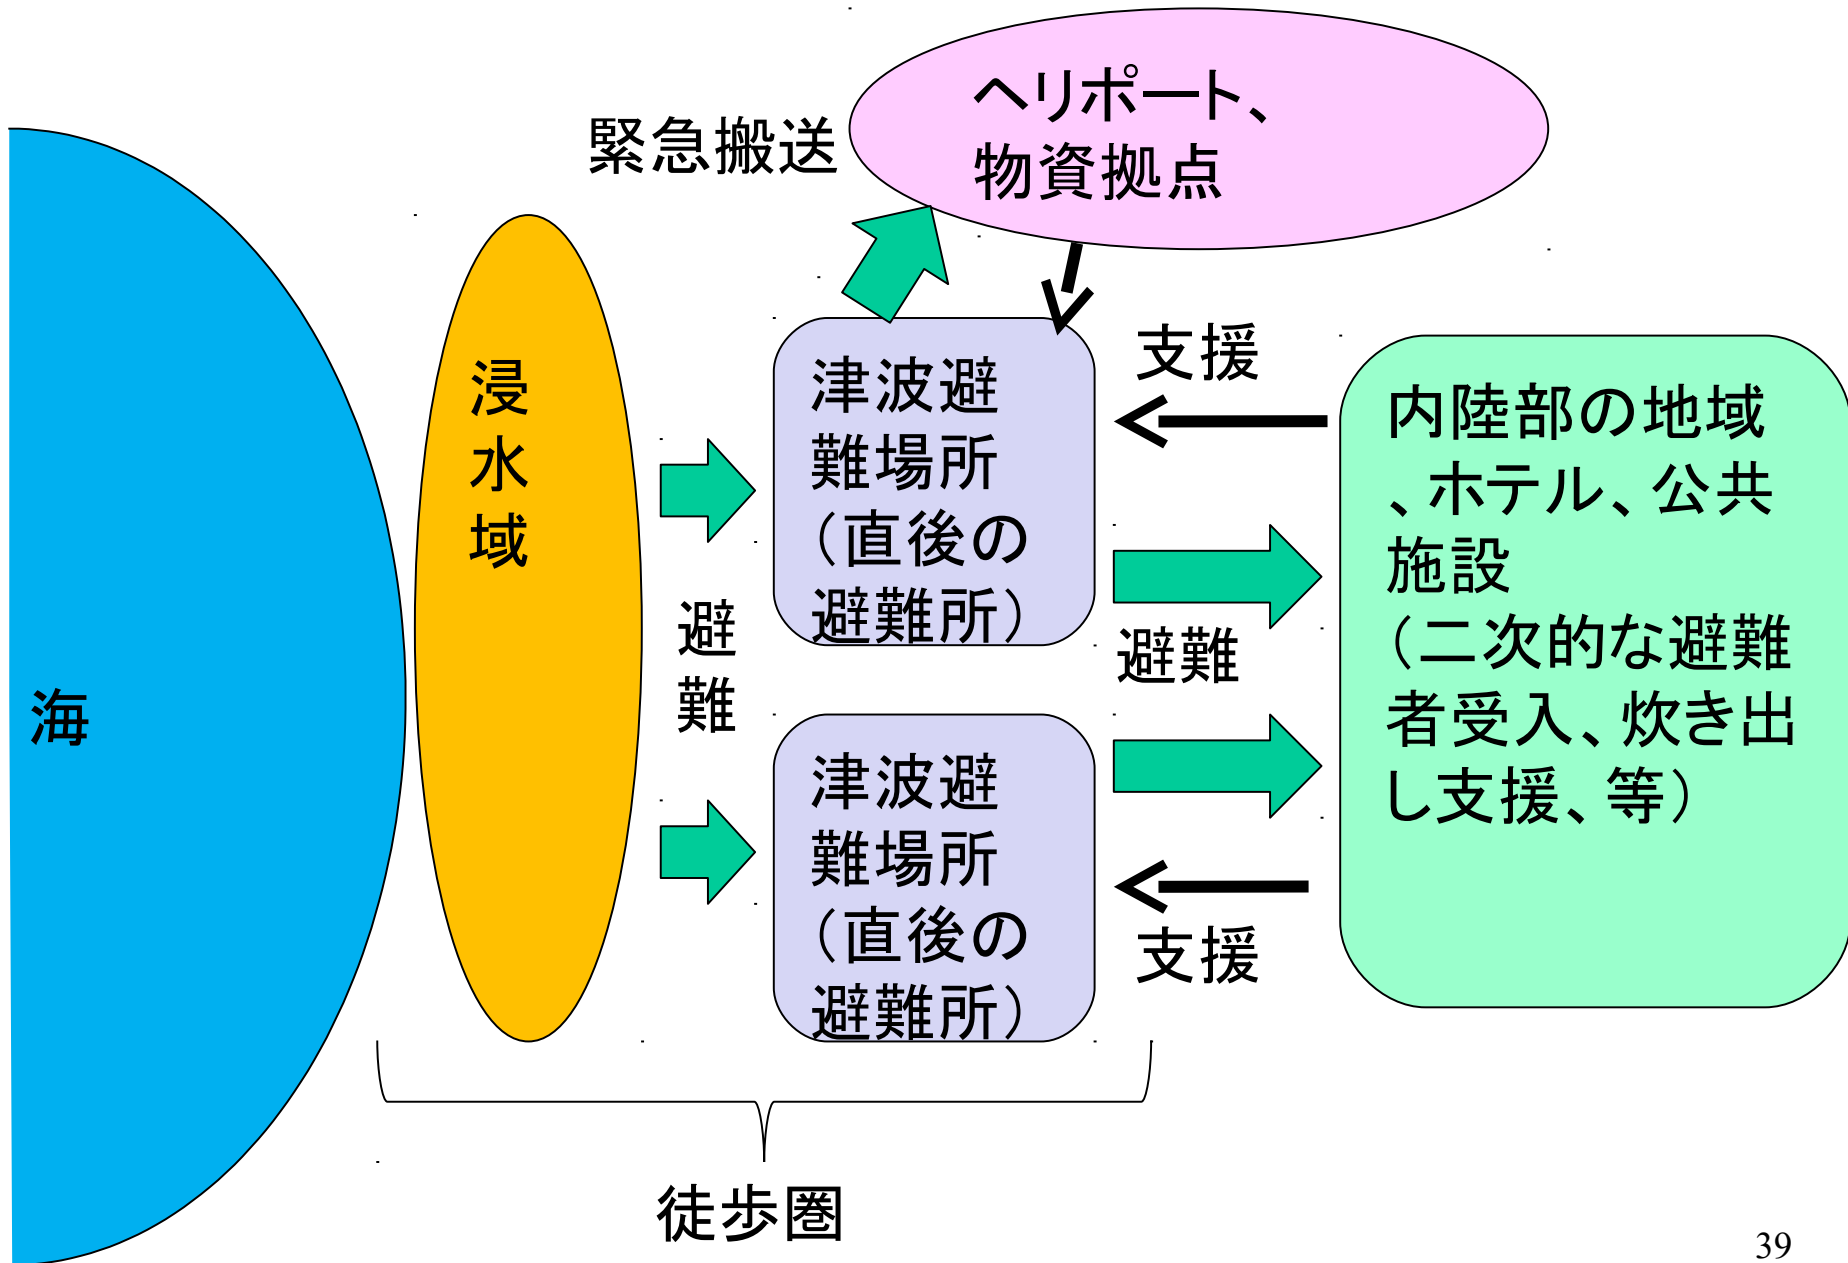 ヘリポート、
物資拠点
緊急搬送
海
浸
水
域
避
難
津波避
難場所
（直後の
避難所）
津波避
難場所
（直後の
避難所）
支援
避難
支援
内陸部の地域
、ホテル、公共
施設
（二次的な避難
者受入、炊き出
し支援、等）
徒歩圏
39